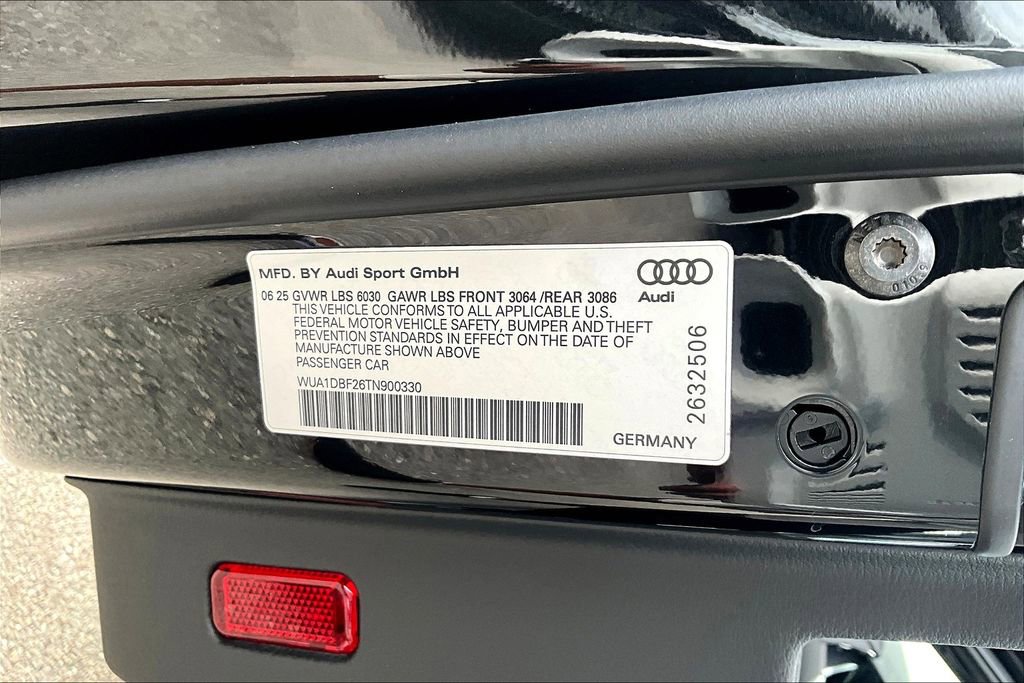 MFD. BY Audi Sport GmbH
Audi
06 25 GVWR LBS 6030 GAWR LBS FRONT 3064 /REAR 3086
THIS VEHICLE CONFORMS TO ALL APPLICABLE U.S.
FEDERAL MOTOR VEHICLE SAFETY, BUMPER AND THEFT
PREVENTION STANDARDS IN EFFECT ON THE DATE OF
MANUFACTURE SHOWN ABOVE
PASSENGER CAR
WUA1DBF26TN900330
2632506
GERMANY
010.9